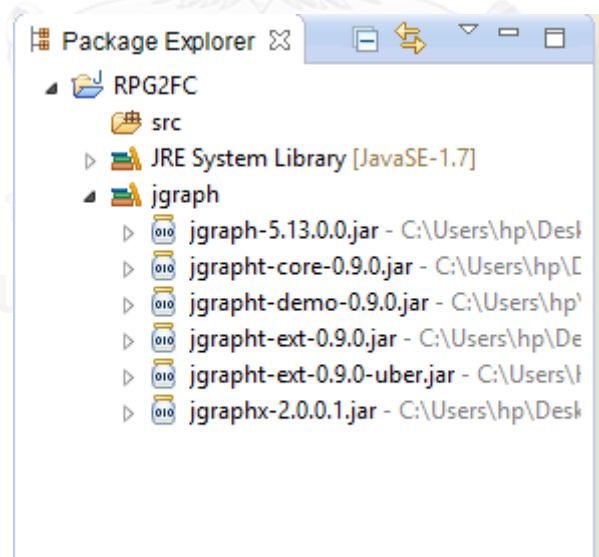 Package Explorer
RPG2FC
src
JRE System Library [JavaSE-1.7]
jgraph
jgraph-5.13.0.0.jar - C:\Users\hp\Desk
jgrapht-core-0.9.0.jar - C:\Users\hp\D
jgrapht-demo-0.9.0.jar - C:\Users\hp\
jgrapht-ext-0.9.0.jar - C:\Users\hp\De
jgrapht-ext-0.9.0-uber.jar - C:\Users\h
jgraphx-2.0.0.1.jar - C:\Users\hp\Desk